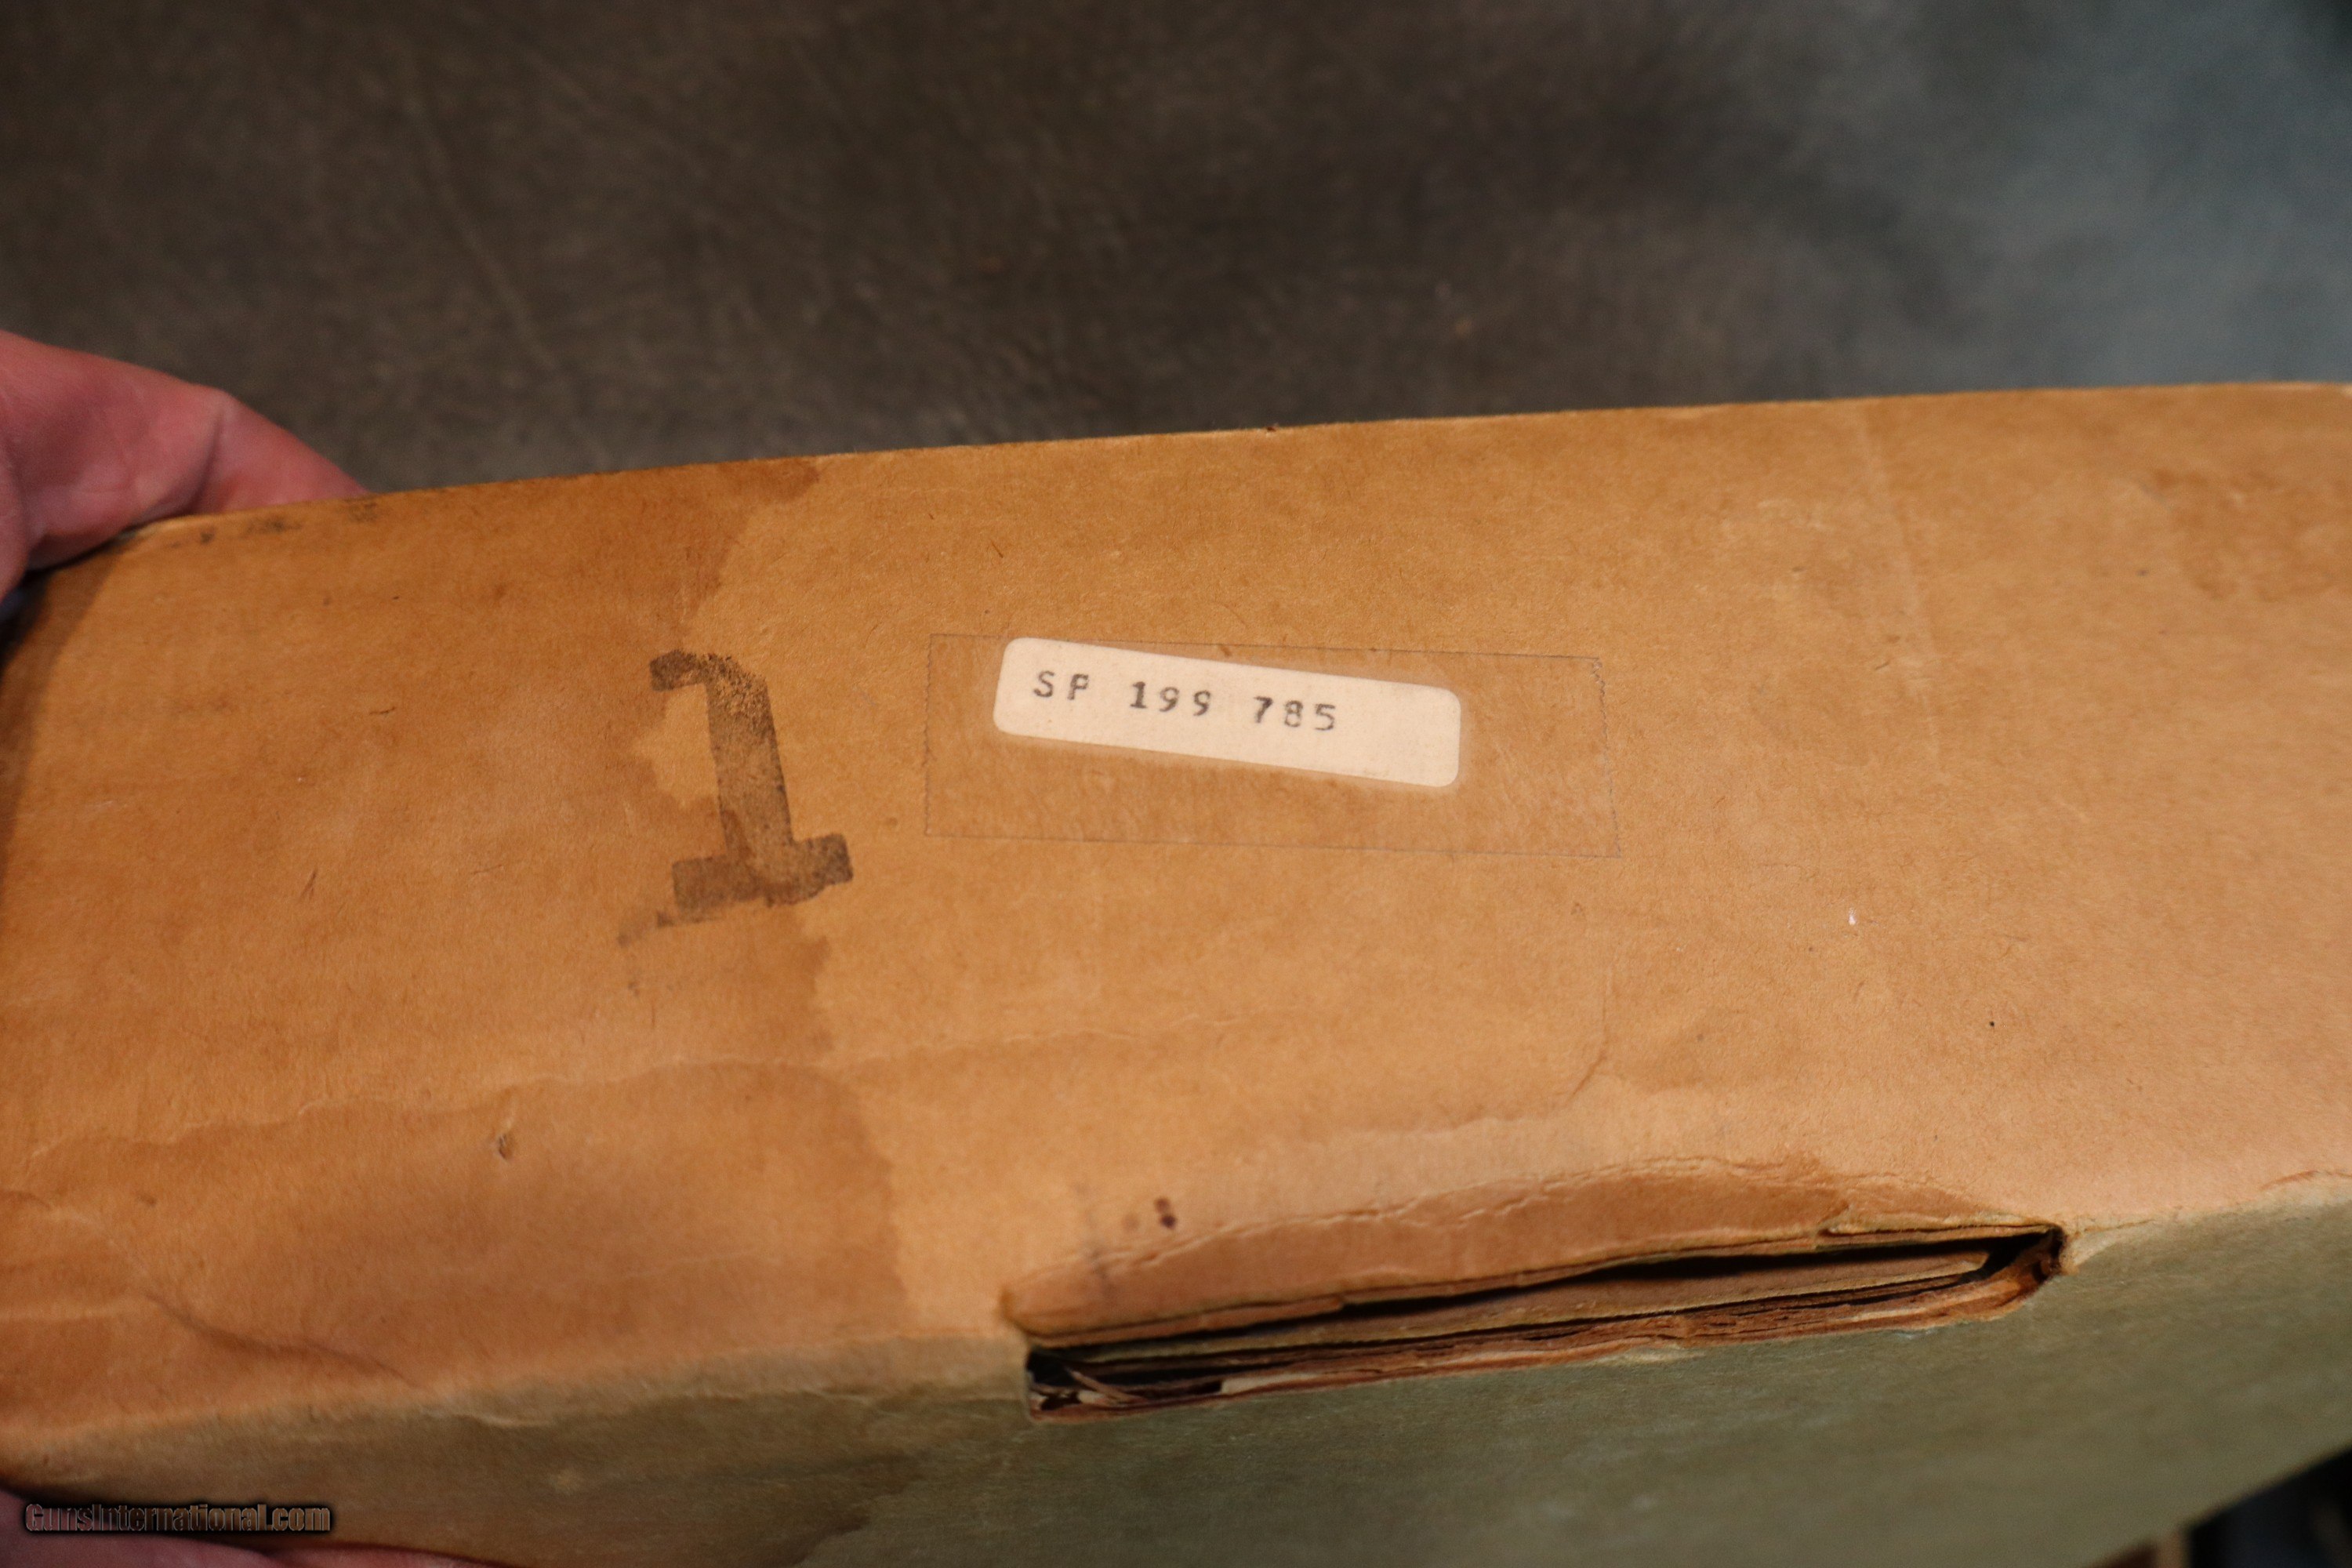 1
SP 199 785
GunsInternational.com